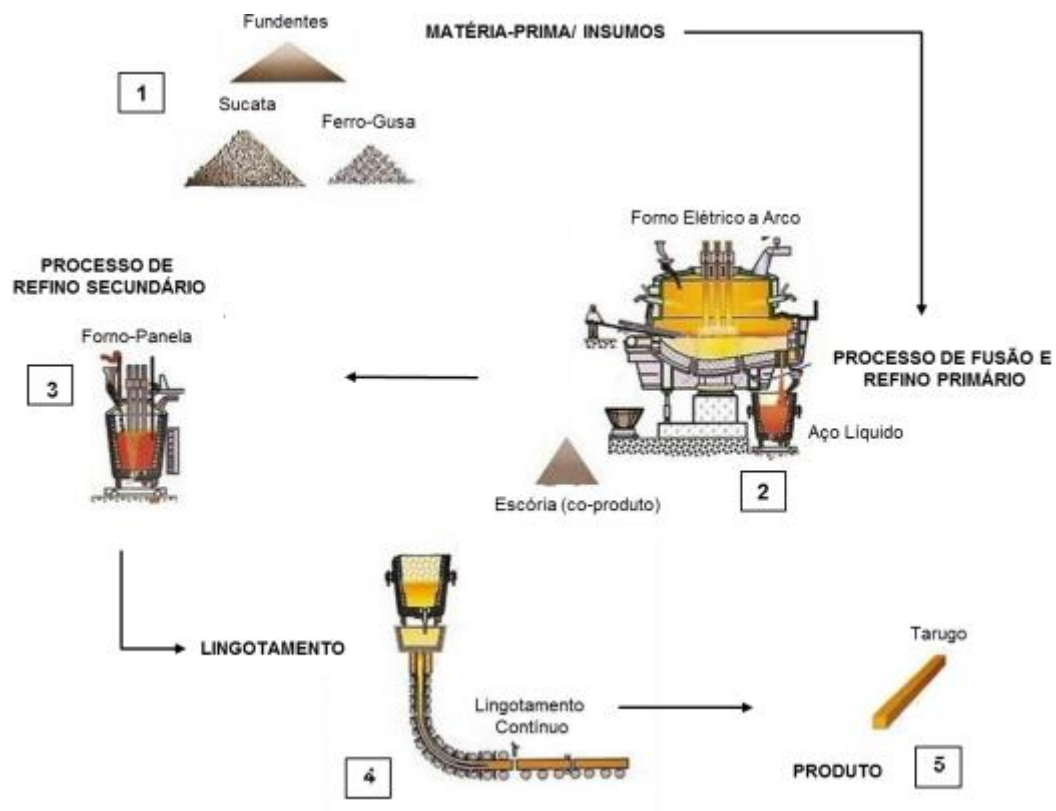 Fundentes
MATÉRIA-PRIMA/ INSUMOS
1
Sucata
Ferro-Gusa
Forno Elétrico a Arco
PROCESSO DE
REFINO SECUNDÁRIO
Forno-Panela
3
PROCESSO DE FUSÃO E
REFINO PRIMÁRIO
Aço Líquido
2
Escória (co-produto)
LINGOTAMENTO
Tarugo
Lingotamento
Contínuo
4
PRODUTO
5